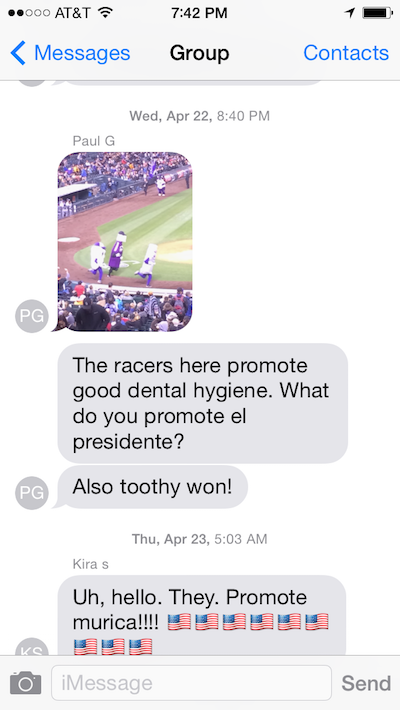 AT&T 7:42 PM
Messages Group Contacts
Wed, Apr 22, 8:40 PM
Paul G
PG
The racers here promote
good dental hygiene. What
do you promote el
presidente?
Also toothy won!
PG
Thu, Apr 23, 5:03 AM
Kira s
Uh, hello. They. Promote
murica!!!! 🇺🇸🇺🇸🇺🇸🇺🇸🇺🇸🇺🇸
🇺🇸🇺🇸🇺🇸
KS
iMessage Send